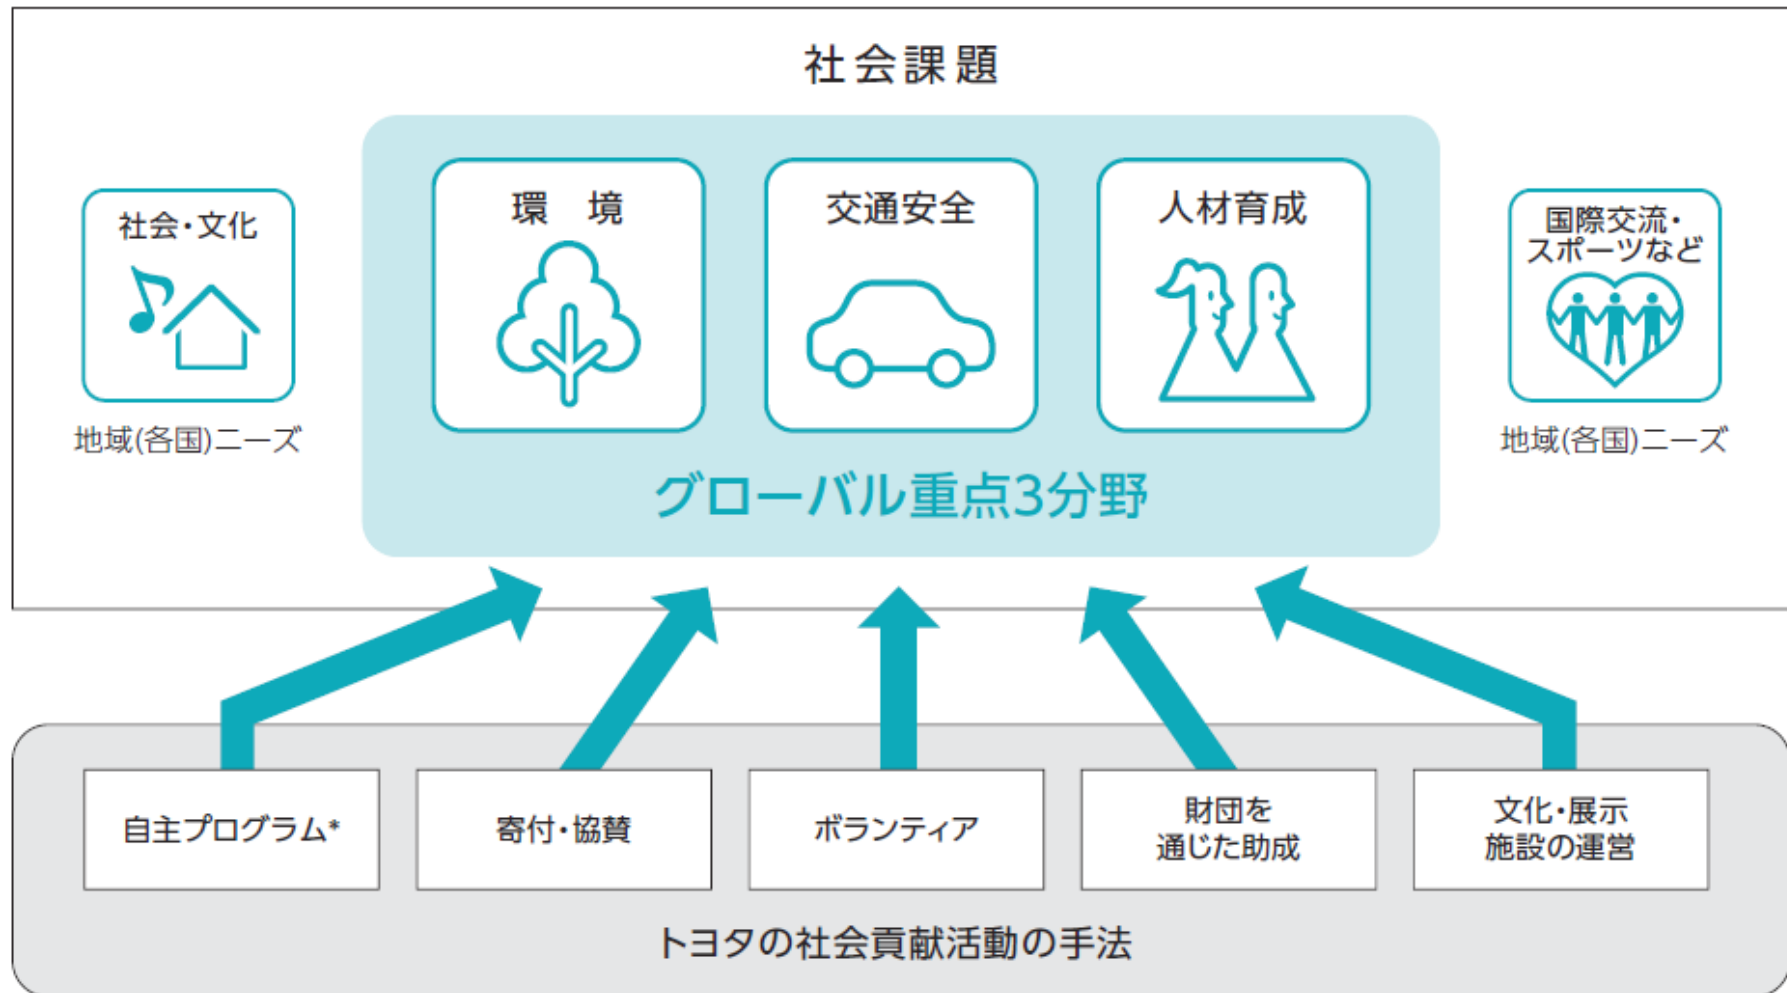 社会課題
社会・文化
地域(各国)ニーズ
環 境
交通安全
人材育成
グローバル重点3分野
国際交流・
スポーツなど
地域(各国)ニーズ
自主プログラム*
寄付・協賛
ボランティア
財団を
通じた助成
文化・展示
施設の運営
トヨタの社会貢献活動の手法